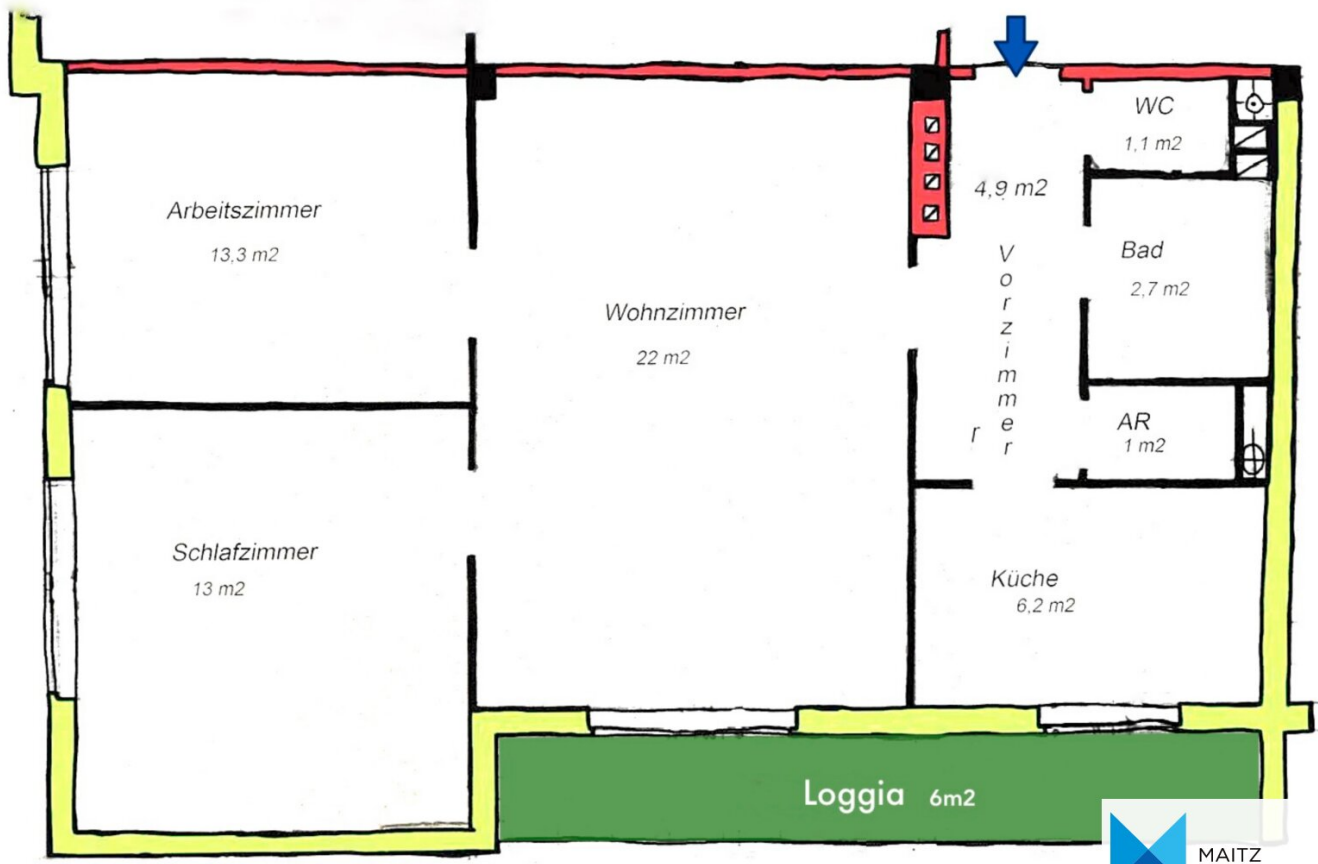 WC
1,1 m2
4,9 m2
Arbeitszimmer
13,3 m2
Vorzimmer
r
Bad
2,7 m2
Wohnzimmer
22 m2
AR
1 m2
Schlafzimmer
13 m2
Küche
6,2 m2
Loggia 6m2
MAITZ